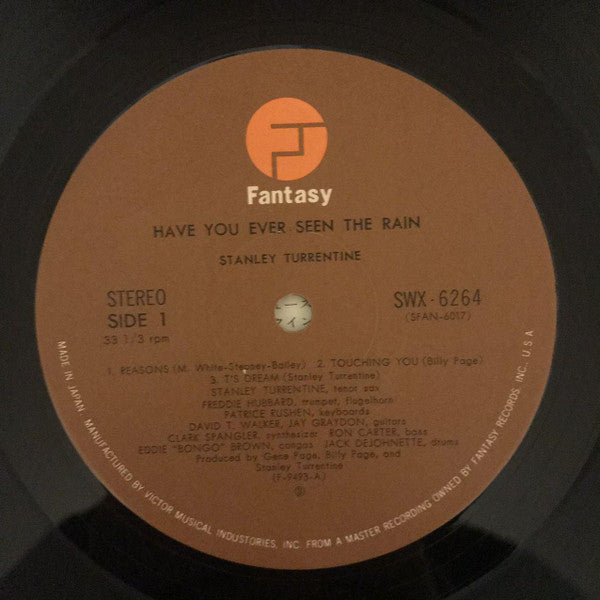 Fantasy
HAVE YOU EVER SEEN THE RAIN
STANLEY TURRENTINE
STEREO
SIDE 1
33 1/3 rpm
SWX-6264
(SFAN-6017)
1. REASONS (M. White-Stepney-Bailey) 2. TOUCHING YOU (Billy Page)
3. T'S DREAM (Stanley Turrentine)
STANLEY TURRENTINE, tenor sax
FREDDIE HUBBARD, trumpet, flugelhorn
PATRICE RUSHEN, keyboards
DAVID T. WALKER, JAY GRAYDON, guitars
CLARK SPANGLER, synthesizer RON CARTER, bass
EDDIE "BONGO" BROWN, congas JACK DEJOHNETTE, drums
Produced by Gene Page, Billy Page, and
Stanley Turrentine
(F-9493-A)
MADE IN JAPAN · MANUFACTURED BY VICTOR MUSICAL INDUSTORIES, INC. FROM A MASTER RECORDING OWNED BY FANTASY RECORDS, INC., U.S.A